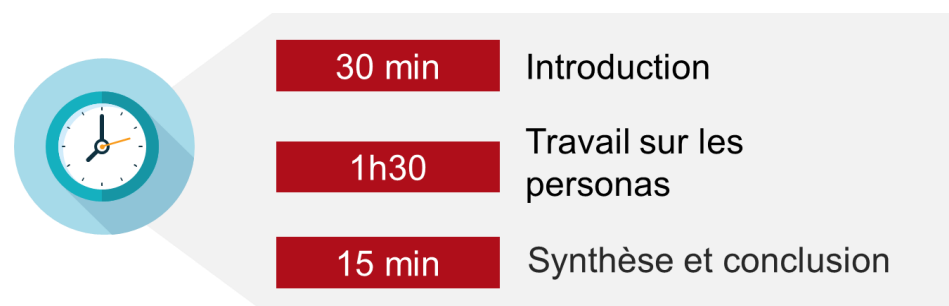 30 min Introduction
1h30 Travail sur les
personas
15 min Synthèse et conclusion